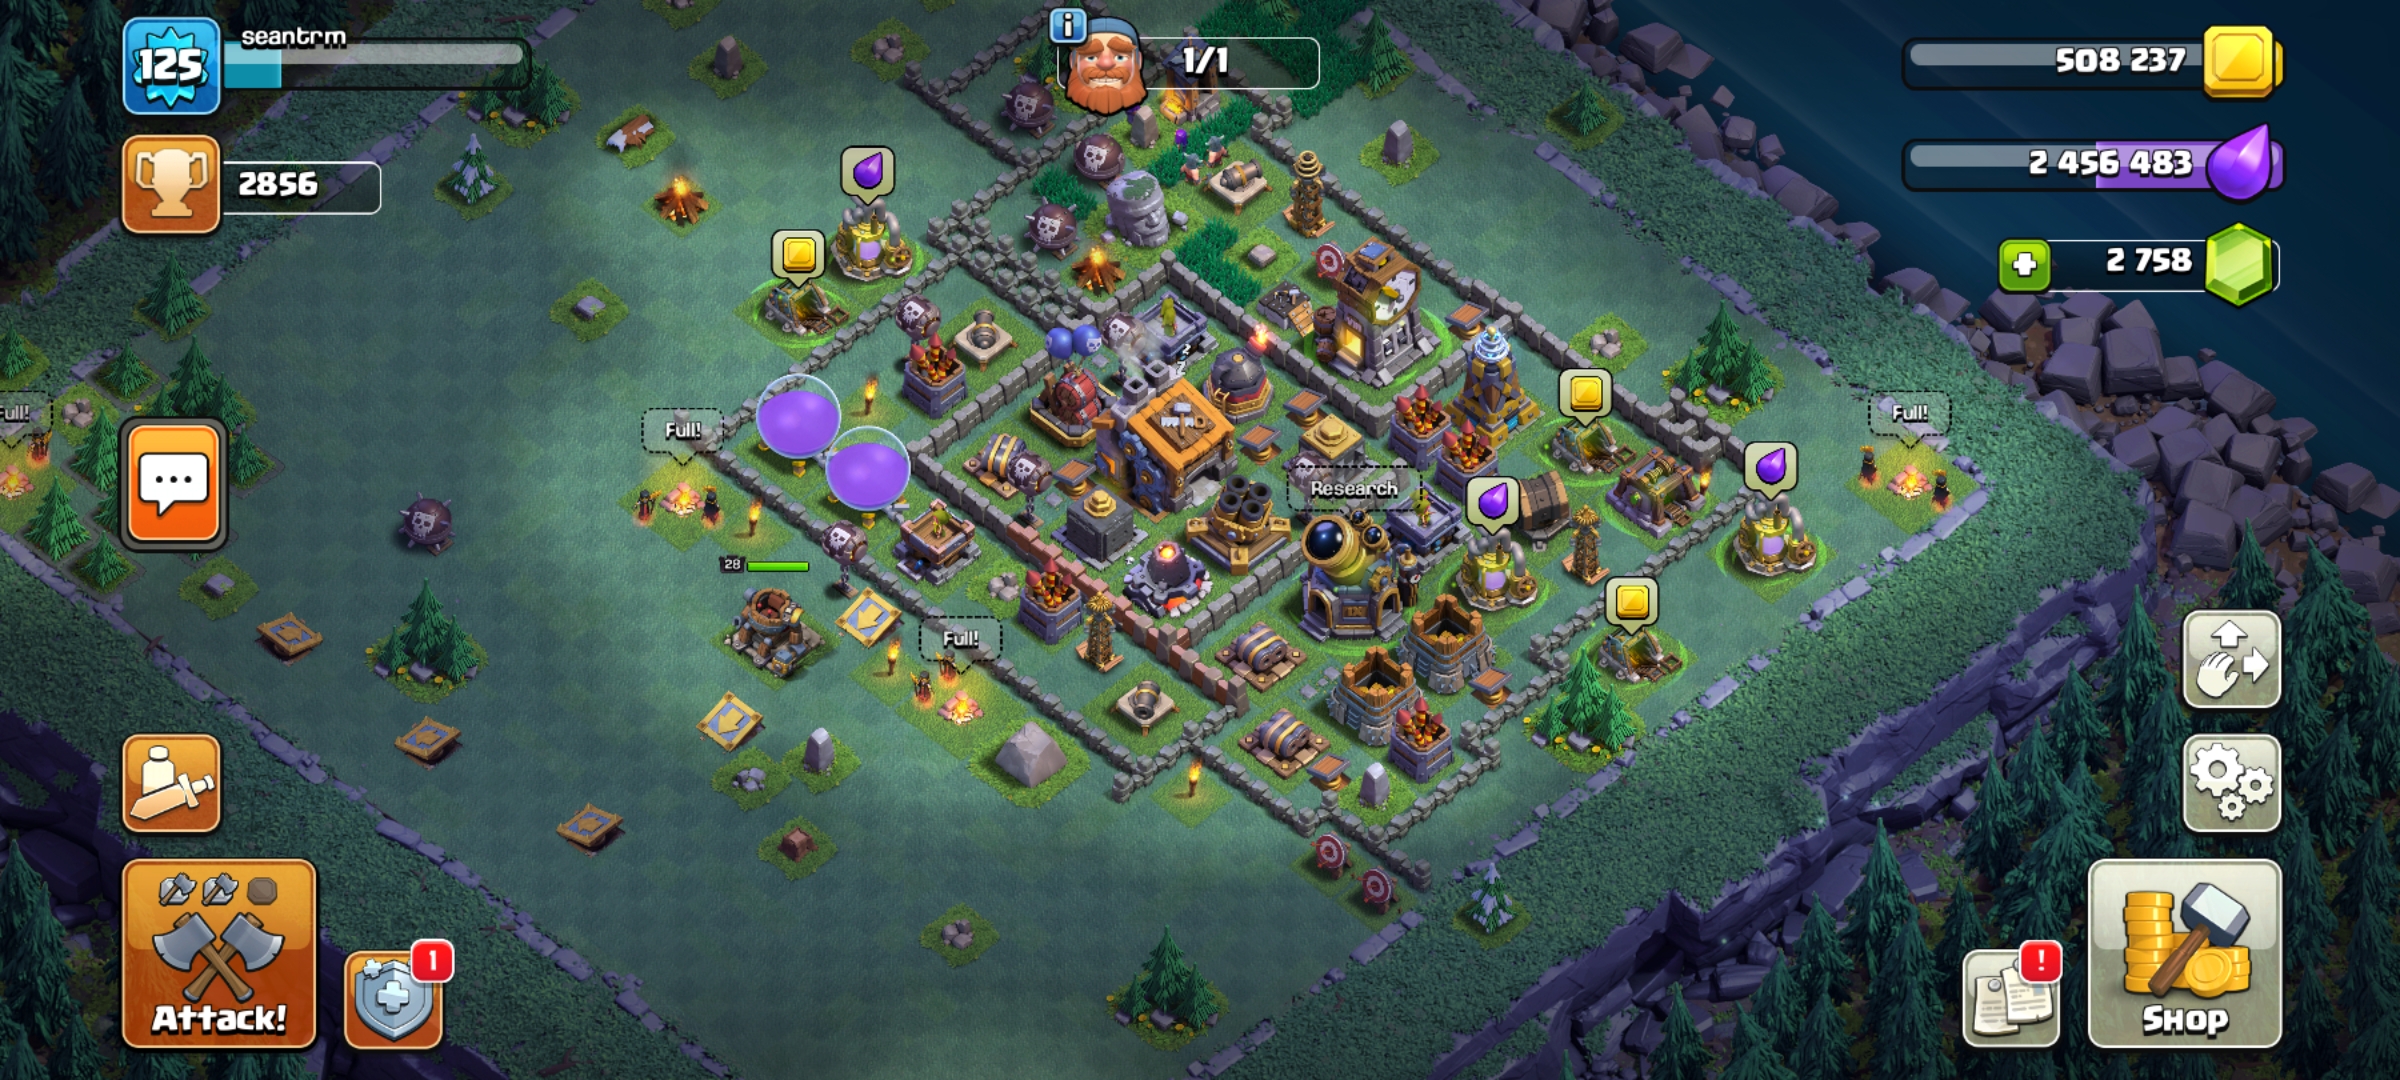 seantrm
125
2856
i
1/1
508 237
2 456 483
2 758
Full!
Full!
Full!
Research
28
Full!
Attack!
1
!
Shop